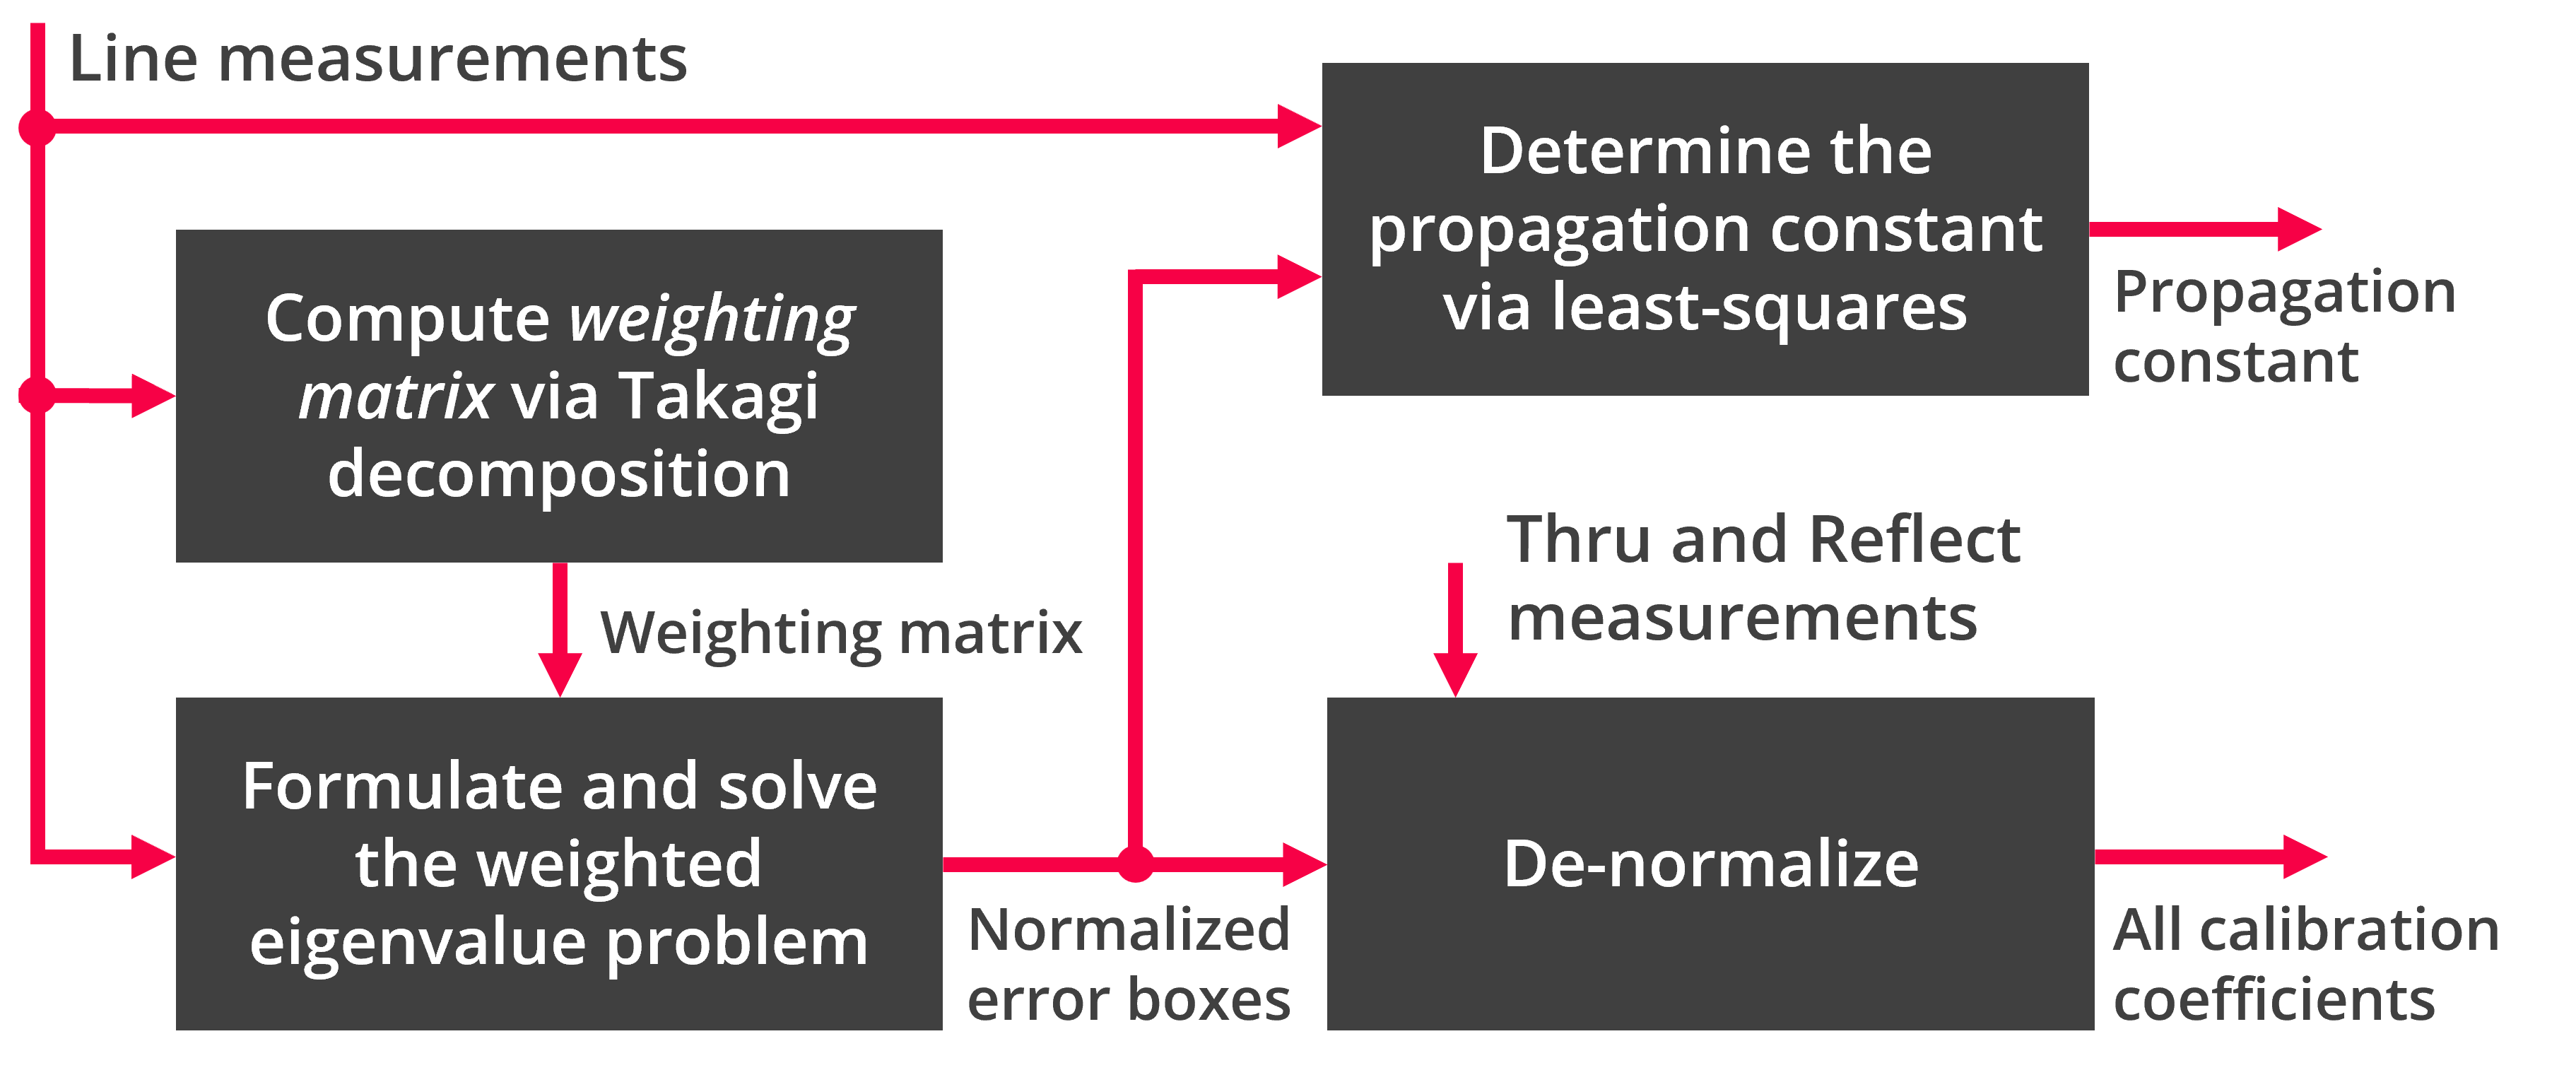 Line measurements
Determine the
propagation constant
via least-squares
Propagation
constant
Compute weighting
matrix via Takagi
decomposition
Weighting matrix
Thru and Reflect
measurements
Formulate and solve
the weighted
eigenvalue problem
Normalized
error boxes
De-normalize
All calibration
coefficients